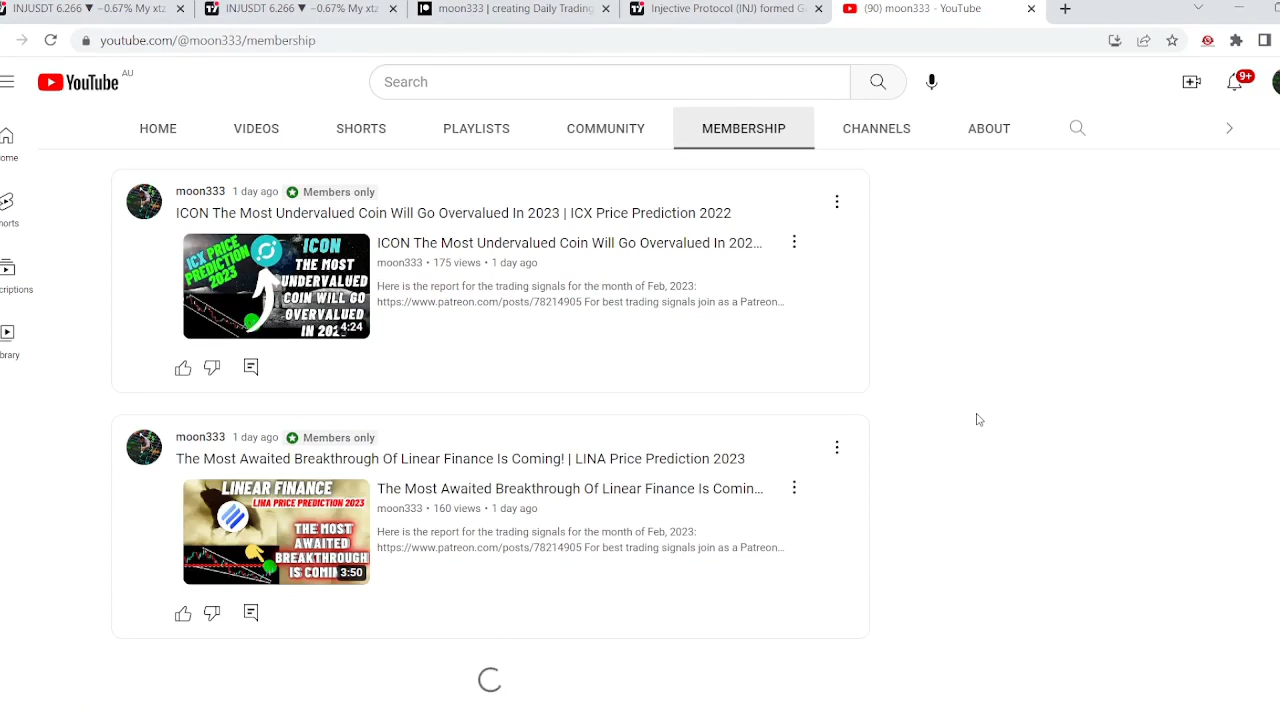 INJUSDT 6.266 ▼ −0.67% My xtz
INJUSDT 6.266 ▼ −0.67% My xtz
moon333 | creating Daily Trading
Injective Protocol (INJ) formed G
(90) moon333 - YouTube
youtube.com/@moon333/membership
YouTube AU
Search
9+
HOME
VIDEOS
SHORTS
PLAYLISTS
COMMUNITY
MEMBERSHIP
CHANNELS
ABOUT
ome
horts
criptions
brary
moon333 1 day ago Members only
ICON The Most Undervalued Coin Will Go Overvalued In 2023 | ICX Price Prediction 2022
ICX PRICE
PREDICTION
2023
ICON
THE MOST
UNDERVALUED
COIN WILL GO
OVERVALUED
4:24
ICON The Most Undervalued Coin Will Go Overvalued In 202...
moon333 • 175 views • 1 day ago
Here is the report for the trading signals for the month of Feb, 2023:
https://www.patreon.com/posts/78214905 For best trading signals join as a Patreon...
moon333 1 day ago Members only
The Most Awaited Breakthrough Of Linear Finance Is Coming! | LINA Price Prediction 2023
LINEAR FINANCE
LINA PRICE PREDICTION 2023
THE MOST
AWAITED
BREAKTHROUGH
3:50
The Most Awaited Breakthrough Of Linear Finance Is Comin...
moon333 • 160 views • 1 day ago
Here is the report for the trading signals for the month of Feb, 2023:
https://www.patreon.com/posts/78214905 For best trading signals join as a Patreon...